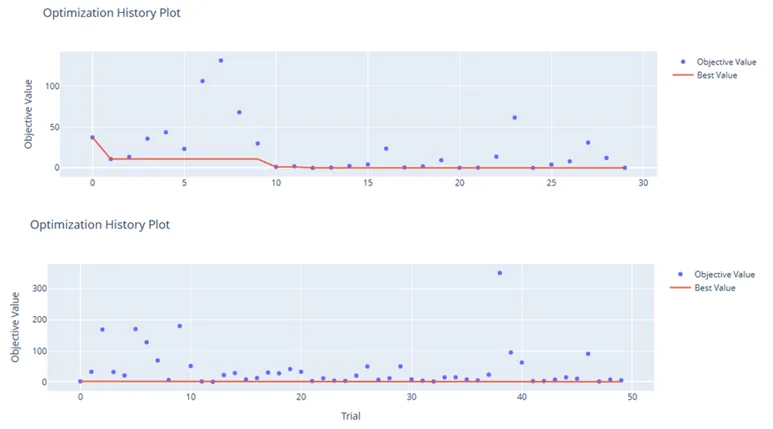 Optimization History Plot
Objective Value
100
50
0
0 5 10 15 20 25 30
Objective Value
Best Value
Optimization History Plot
Objective Value
300
200
100
0
0 10 20 30 40 50
Trial
Objective Value
Best Value